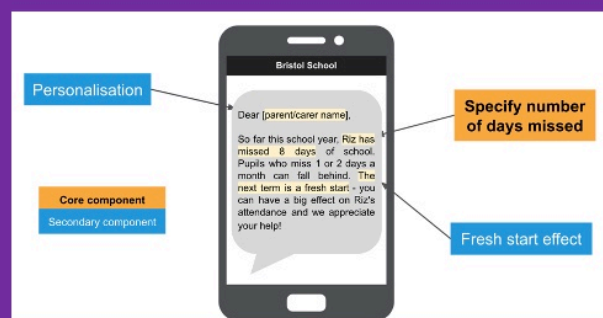 Bristol School
Personalisation
Dear [parent/carer name],
So far this school year, Riz has
missed 8 days of school.
Pupils who miss 1 or 2 days a
month can fall behind. The
next term is a fresh start - you
can have a big effect on Riz's
attendance and we appreciate
your help!
Specify number
of days missed
Core component
Secondary component
Fresh start effect